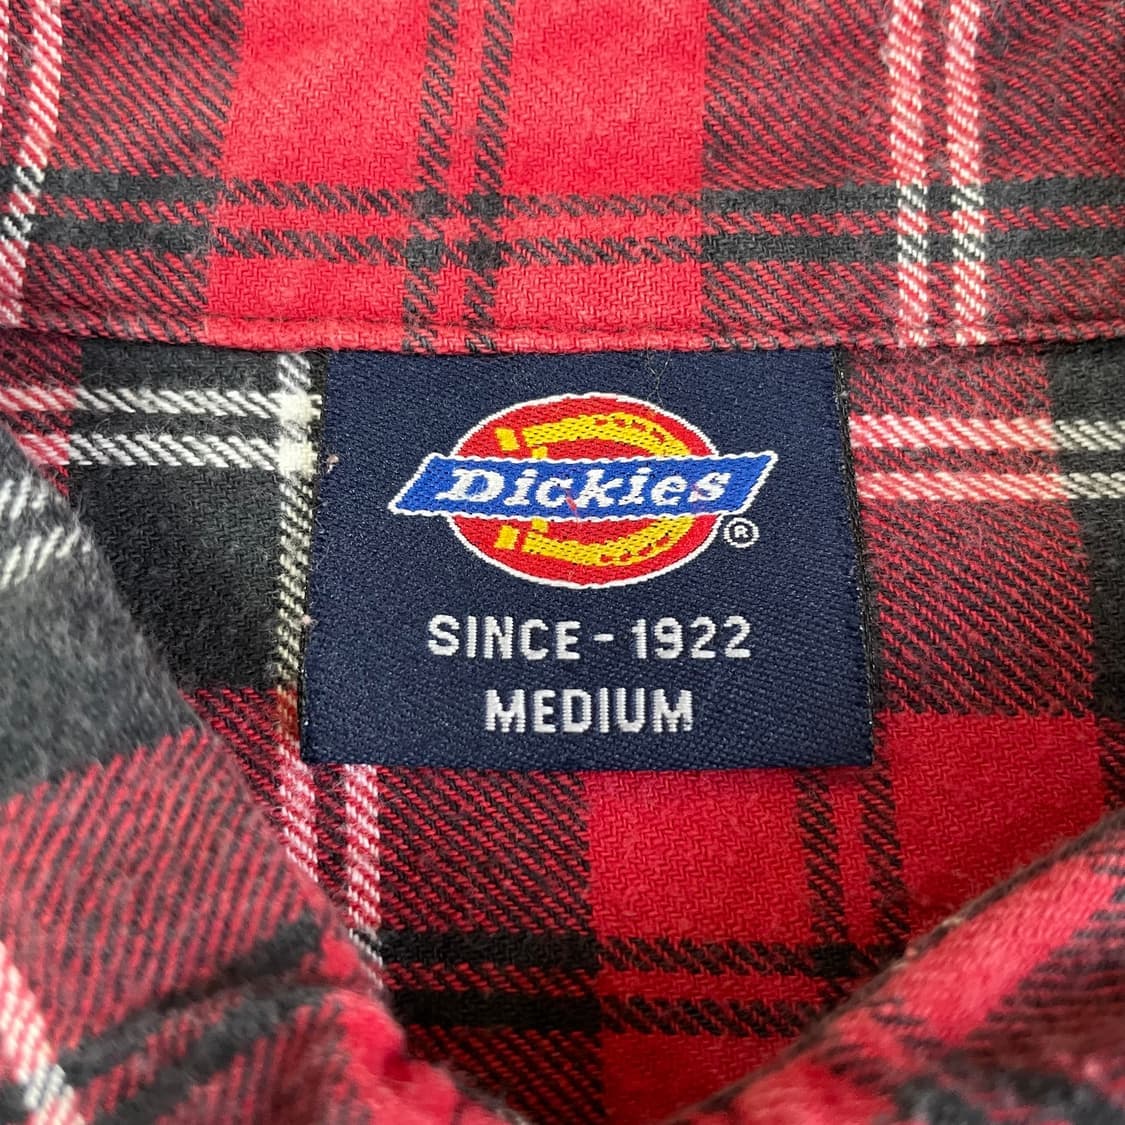 Dickies
®
SINCE - 1922
MEDIUM